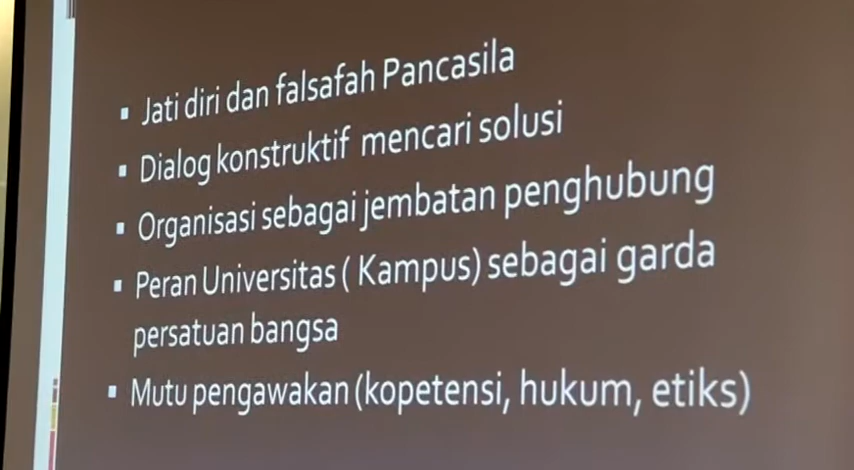 ▪ Jati diri dan falsafah Pancasila
▪ Dialog konstruktif mencari solusi
▪ Organisasi sebagai jembatan penghubung
▪ Peran Universitas ( Kampus) sebagai garda
persatuan bangsa
▪ Mutu pengawakan (kopetensi, hukum, etiks)